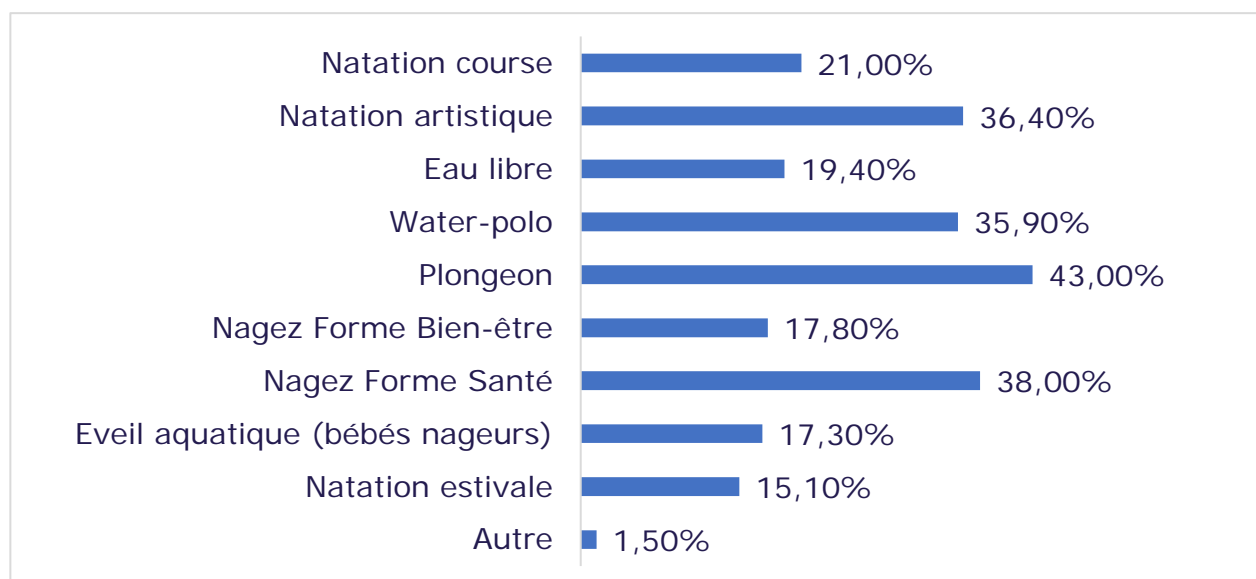 Natation course 21,00%
Natation artistique 36,40%
Eau libre 19,40%
Water-polo 35,90%
Plongeon 43,00%
Nagez Forme Bien-être 17,80%
Nagez Forme Santé 38,00%
Eveil aquatique (bébés nageurs) 17,30%
Natation estivale 15,10%
Autre 1,50%